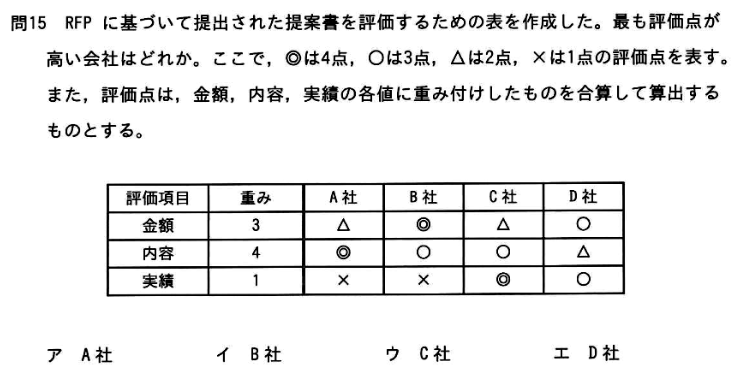 問15 RFP に基づいて提出された提案書を評価するための表を作成した。最も評価点が
高い会社はどれか。ここで，◎は4点，○は3点，△は2点，×は1点の評価点を表す。
また，評価点は，金額，内容，実績の各値に重み付けしたものを合算して算出する
ものとする。
評価項目 重み A社 B社 C社 D社
金額 3 △ ◎ △ ○
内容 4 ◎ ○ ○ △
実績 1 × × ◎ ○
ア A社 イ B社 ウ C社 エ D社